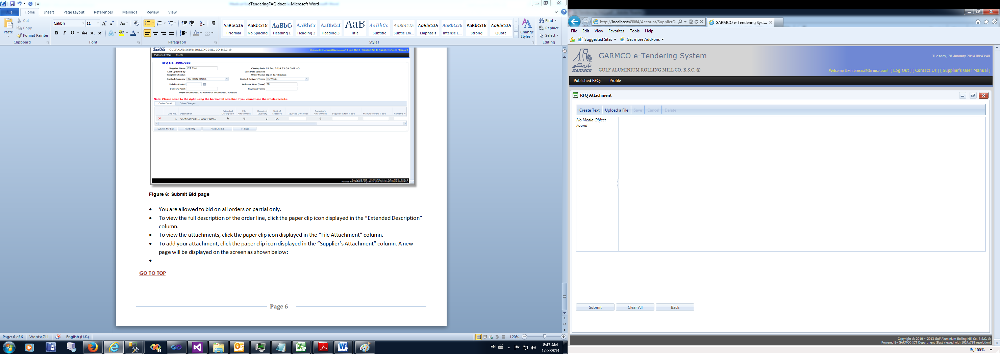 eTenderingFAQ.docx - Microsoft Word
File Home Insert Page Layout References Mailings Review View
Paste
Cut
Copy
Format Painter
Clipboard
Calibri 11
Font
Paragraph
AaBbCcDc AaBbCcDc AaBbCc AaBbCc AaBbCcI AaB AaBbCc. AaBbCcDc AaBbCcDc AaBbCcDc AaBbCcDc AaBbCcDc
¶ Normal No Spacing Heading 1 Heading 2 Heading 3 Title Subtitle Subtle Em... Emphasis Intense E... Strong Quote
Styles
Change Styles
Find
Replace
Select
Editing
GARMCO GULF ALUMINIUM ROLLING MILL CO. B.S.C. © Welcome Ervin.brosas@Garmco.com! [ Log Out ] [ Contact Us ] [ Supplier's User Manual ]
Published RFQs Profile
RFQ No. 40067388
Supplier Name ICT Test Closing Date 03 Feb 2014 23:59 GMT +3
Last Updated By Last Date Updated
Supplier's Status Order Status Open for Bidding
Quoted Currency BAHRAIN DINAR. Quoted Delivery Terms Ex Works
Validity Period Delivery Time (Days) 30
Delivery Point Payment Terms
Buyer MOHAMED A.RAHMAN MOHAMED AMEEN
Note: Please scroll to the right using the horizontal scrollbar if you cannot see the whole records.
Order Detail Other Charges
Line No. Description Extended Description File Attachment Required Quantity Unit of Measure Quoted Unit Price Supplier's Attachment Supplier's Item Code Manufacturer's Code Remarks /
1 GARMCO Part No: 32104-0009,... 2 EA
Submit My Bid Print RFQ Print My Bid << Back
Copyright © 2010 ~ 2013 Gulf Aluminium Rolling Mill Co. B.S.C. ©
Powered By GARMCO ICT Department (Best viewed with 1024x768 resolution)
Figure 6: Submit Bid page
• You are allowed to bid on all orders or partial only.
• To view the full description of the order line, click the paper clip icon displayed in the “Extended Description”
column.
• To view the attachments, click the paper clip icon displayed in the “File Attachment” column.
• To add your attachment, click the paper clip icon displayed in the “Supplier’s Attachment” column. A new
page will be displayed on the screen as shown below:
•
GO TO TOP
Page 6
Page: 6 of 6 Words: 711 English (U.K.) 120%
EN 8:43 AM
1/28/2014
http://localhost:49064/Account/SupplierO GARMCO e-Tendering Syst...
File Edit View Favorites Tools Help
Suggested Sites Get more Add-ons
جارمكو
GARMCO
GARMCO e-Tendering System
Tuesday, 28 January 2014 08:43:40
GULF ALUMINIUM ROLLING MILL CO. B.S.C. ©
Welcome Ervin.brosas@Garmco.com! [ Log Out ] [ Contact Us ] [ Supplier's User Manual ]
Published RFQs Profile
RFQ Attachment
Create Text Upload a File Save Cancel Delete
No Media Object
Found
Submit Clear All Back
Copyright © 2010 ~ 2013 Gulf Aluminium Rolling Mill Co. B.S.C. ©
Powered By GARMCO ICT Department (Best viewed with 1024x768 resolution)
100%